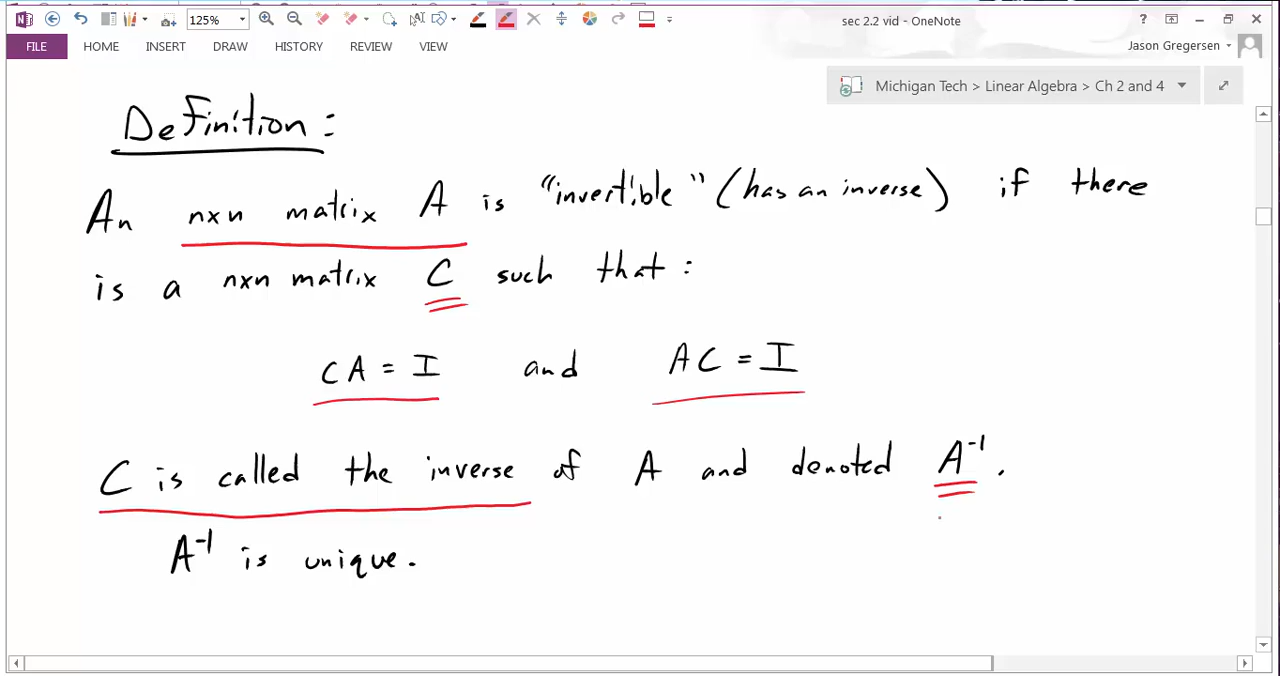 125%
sec 2.2 vid - OneNote
FILE HOME INSERT DRAW HISTORY REVIEW VIEW
Jason Gregersen
Michigan Tech > Linear Algebra > Ch 2 and 4
Definition:
An nxn matrix A is "invertible" (has an inverse) if there
is a nxn matrix C such that:
CA = I and AC = I
C is called the inverse of A and denoted A⁻¹.
A⁻¹ is unique.